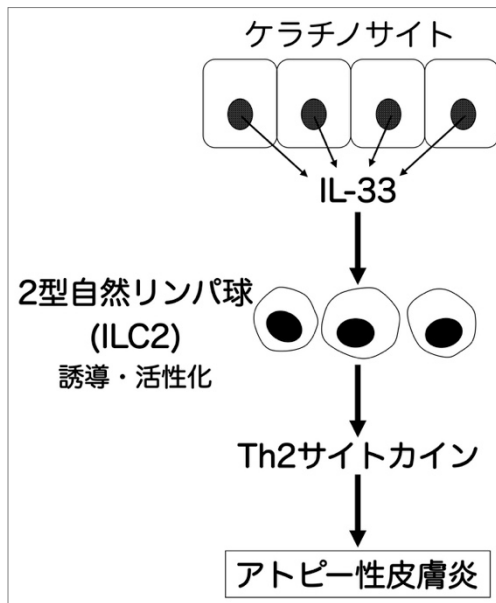 ケラチノサイト
IL-33
2型自然リンパ球
(ILC2)
誘導・活性化
Th2サイトカイン
アトピー性皮膚炎